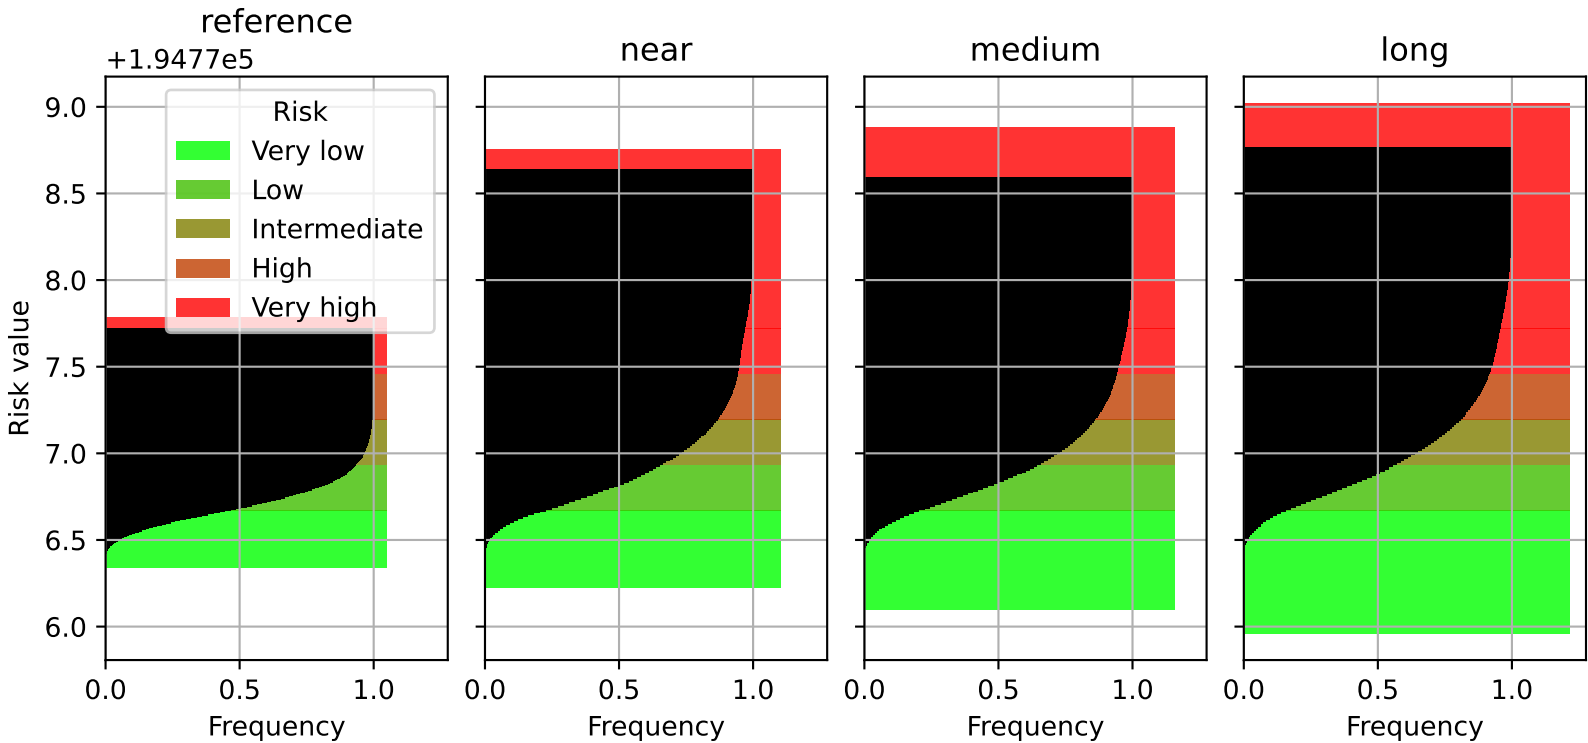 reference
near
medium
long
+1.9477e5
Risk
Very low
Low
Intermediate
High
Very high
Risk value
9.0
8.5
8.0
7.5
7.0
6.5
6.0
0.0 0.5 1.0
0.0 0.5 1.0
0.0 0.5 1.0
0.0 0.5 1.0
Frequency
Frequency
Frequency
Frequency